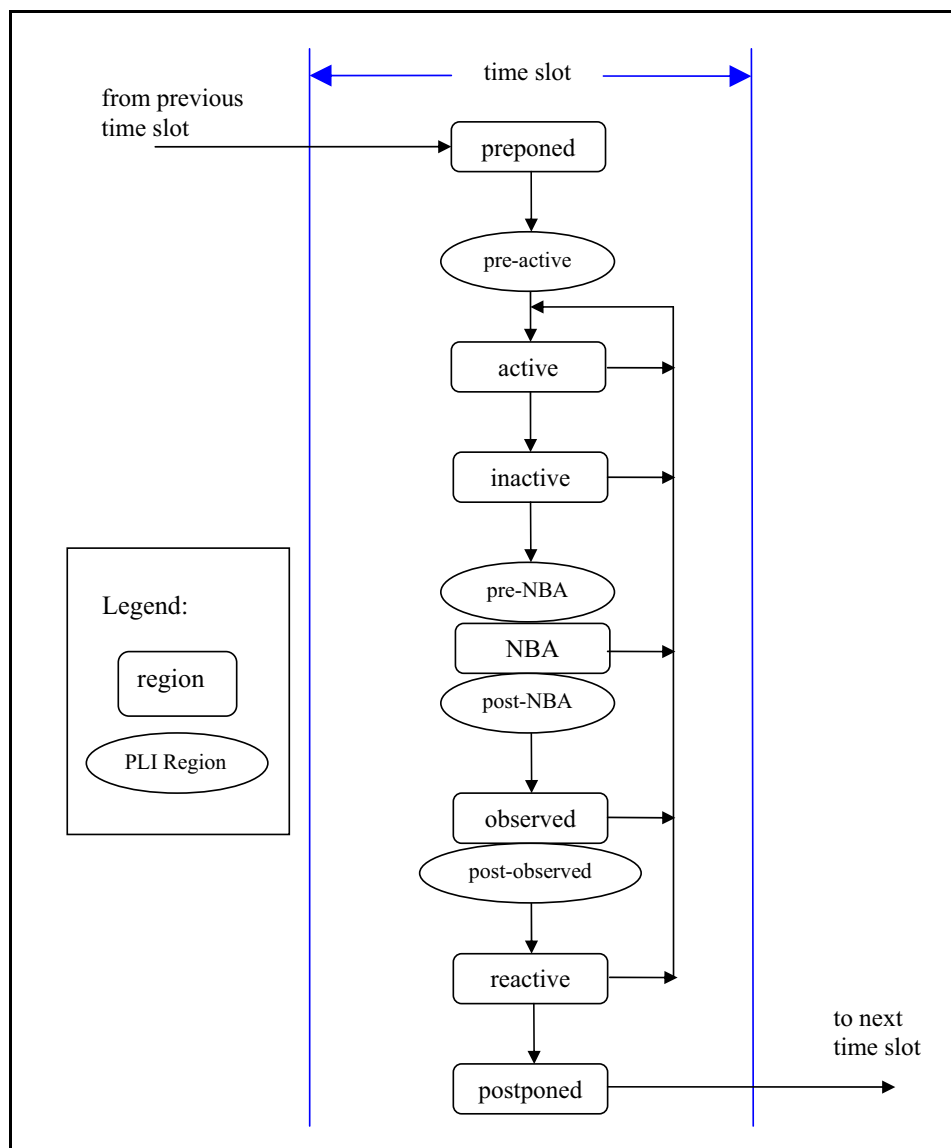 time slot
from previous
time slot
preponed
pre-active
active
inactive
pre-NBA
NBA
post-NBA
Legend:
region
PLI Region
observed
post-observed
reactive
to next
time slot
postponed